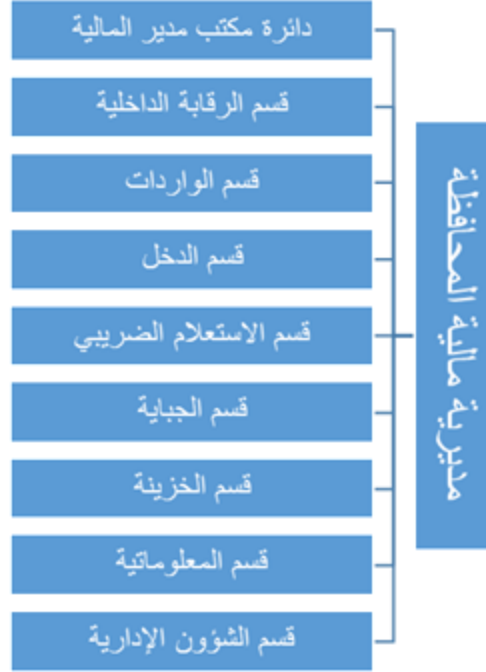 مديرية مالية المحافظة
دائرة مكتب مدير المالية
قسم الرقابة الداخلية
قسم الواردات
قسم الدخل
قسم الاستعلام الضريبي
قسم الجباية
قسم الخزينة
قسم المعلوماتية
قسم الشؤون الإدارية